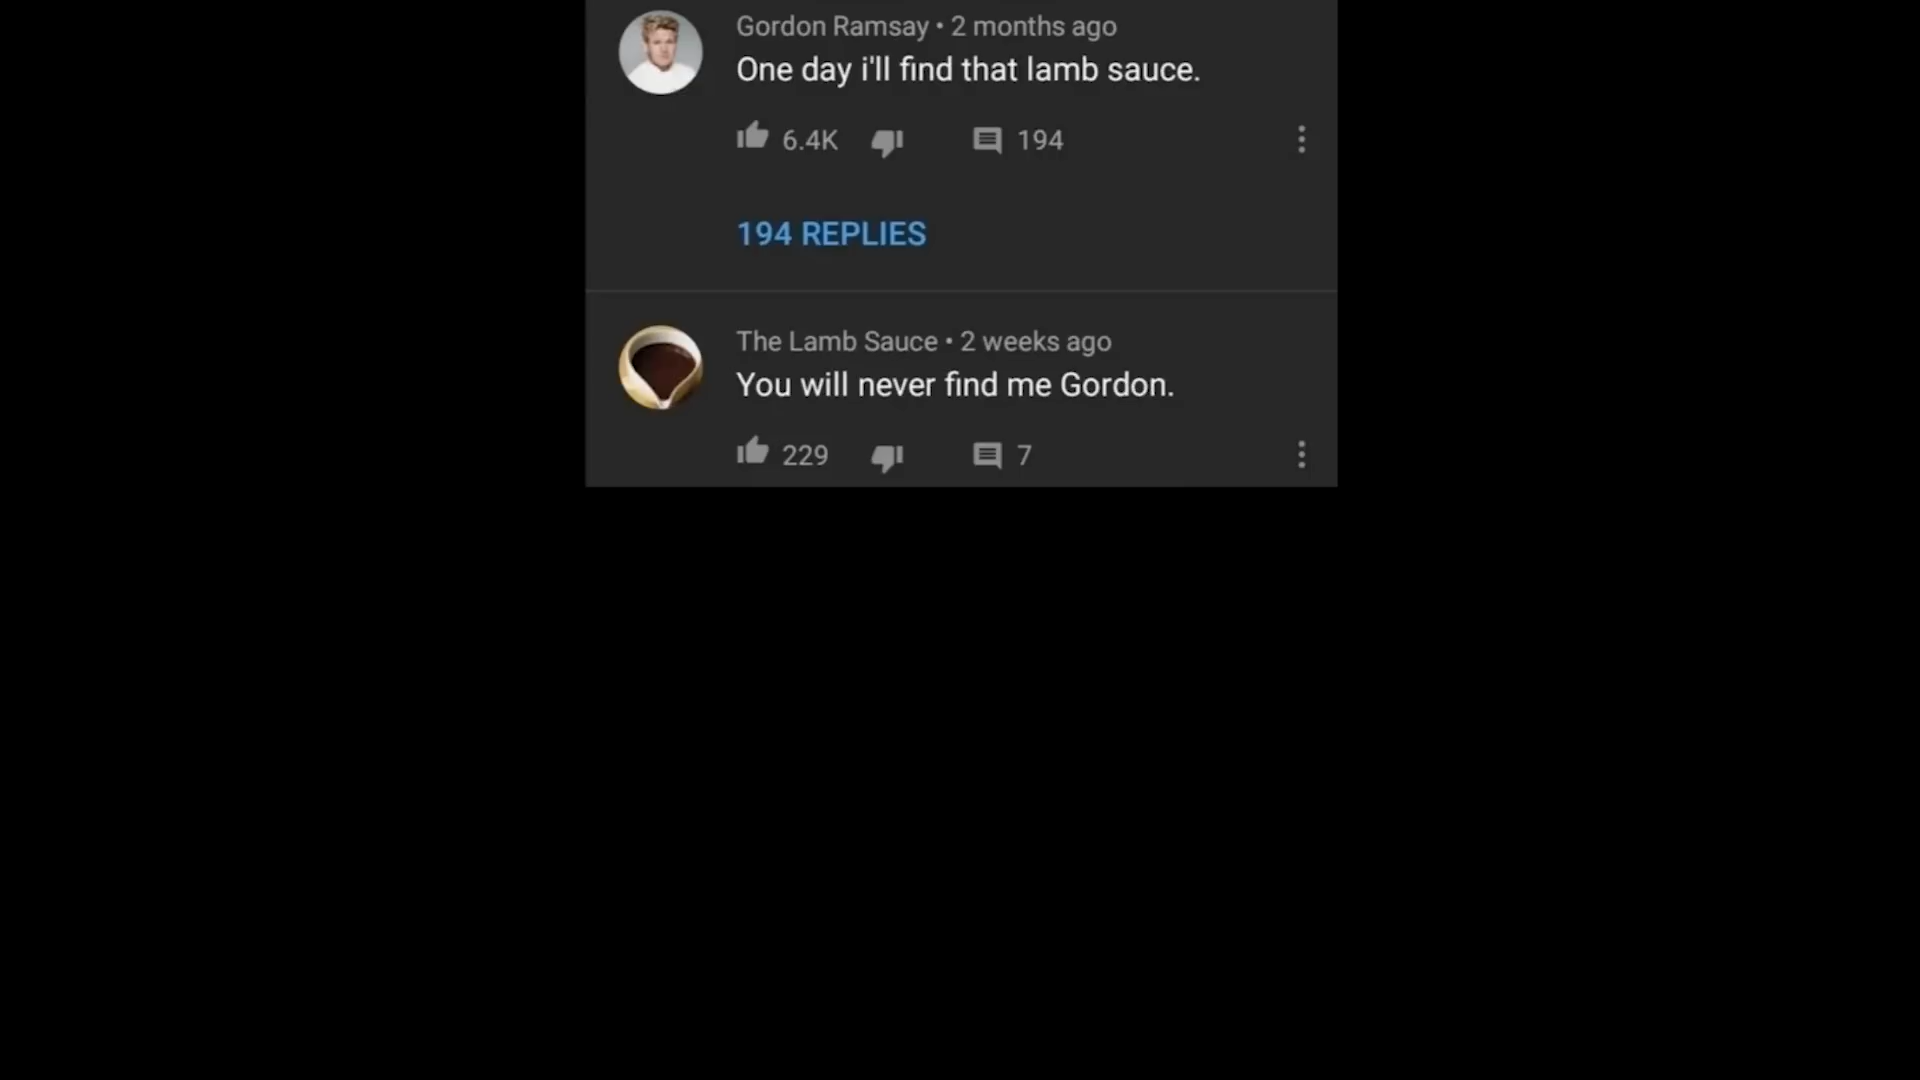 Gordon Ramsay • 2 months ago
One day i'll find that lamb sauce.
6.4K 194
194 REPLIES
The Lamb Sauce • 2 weeks ago
You will never find me Gordon.
229 7